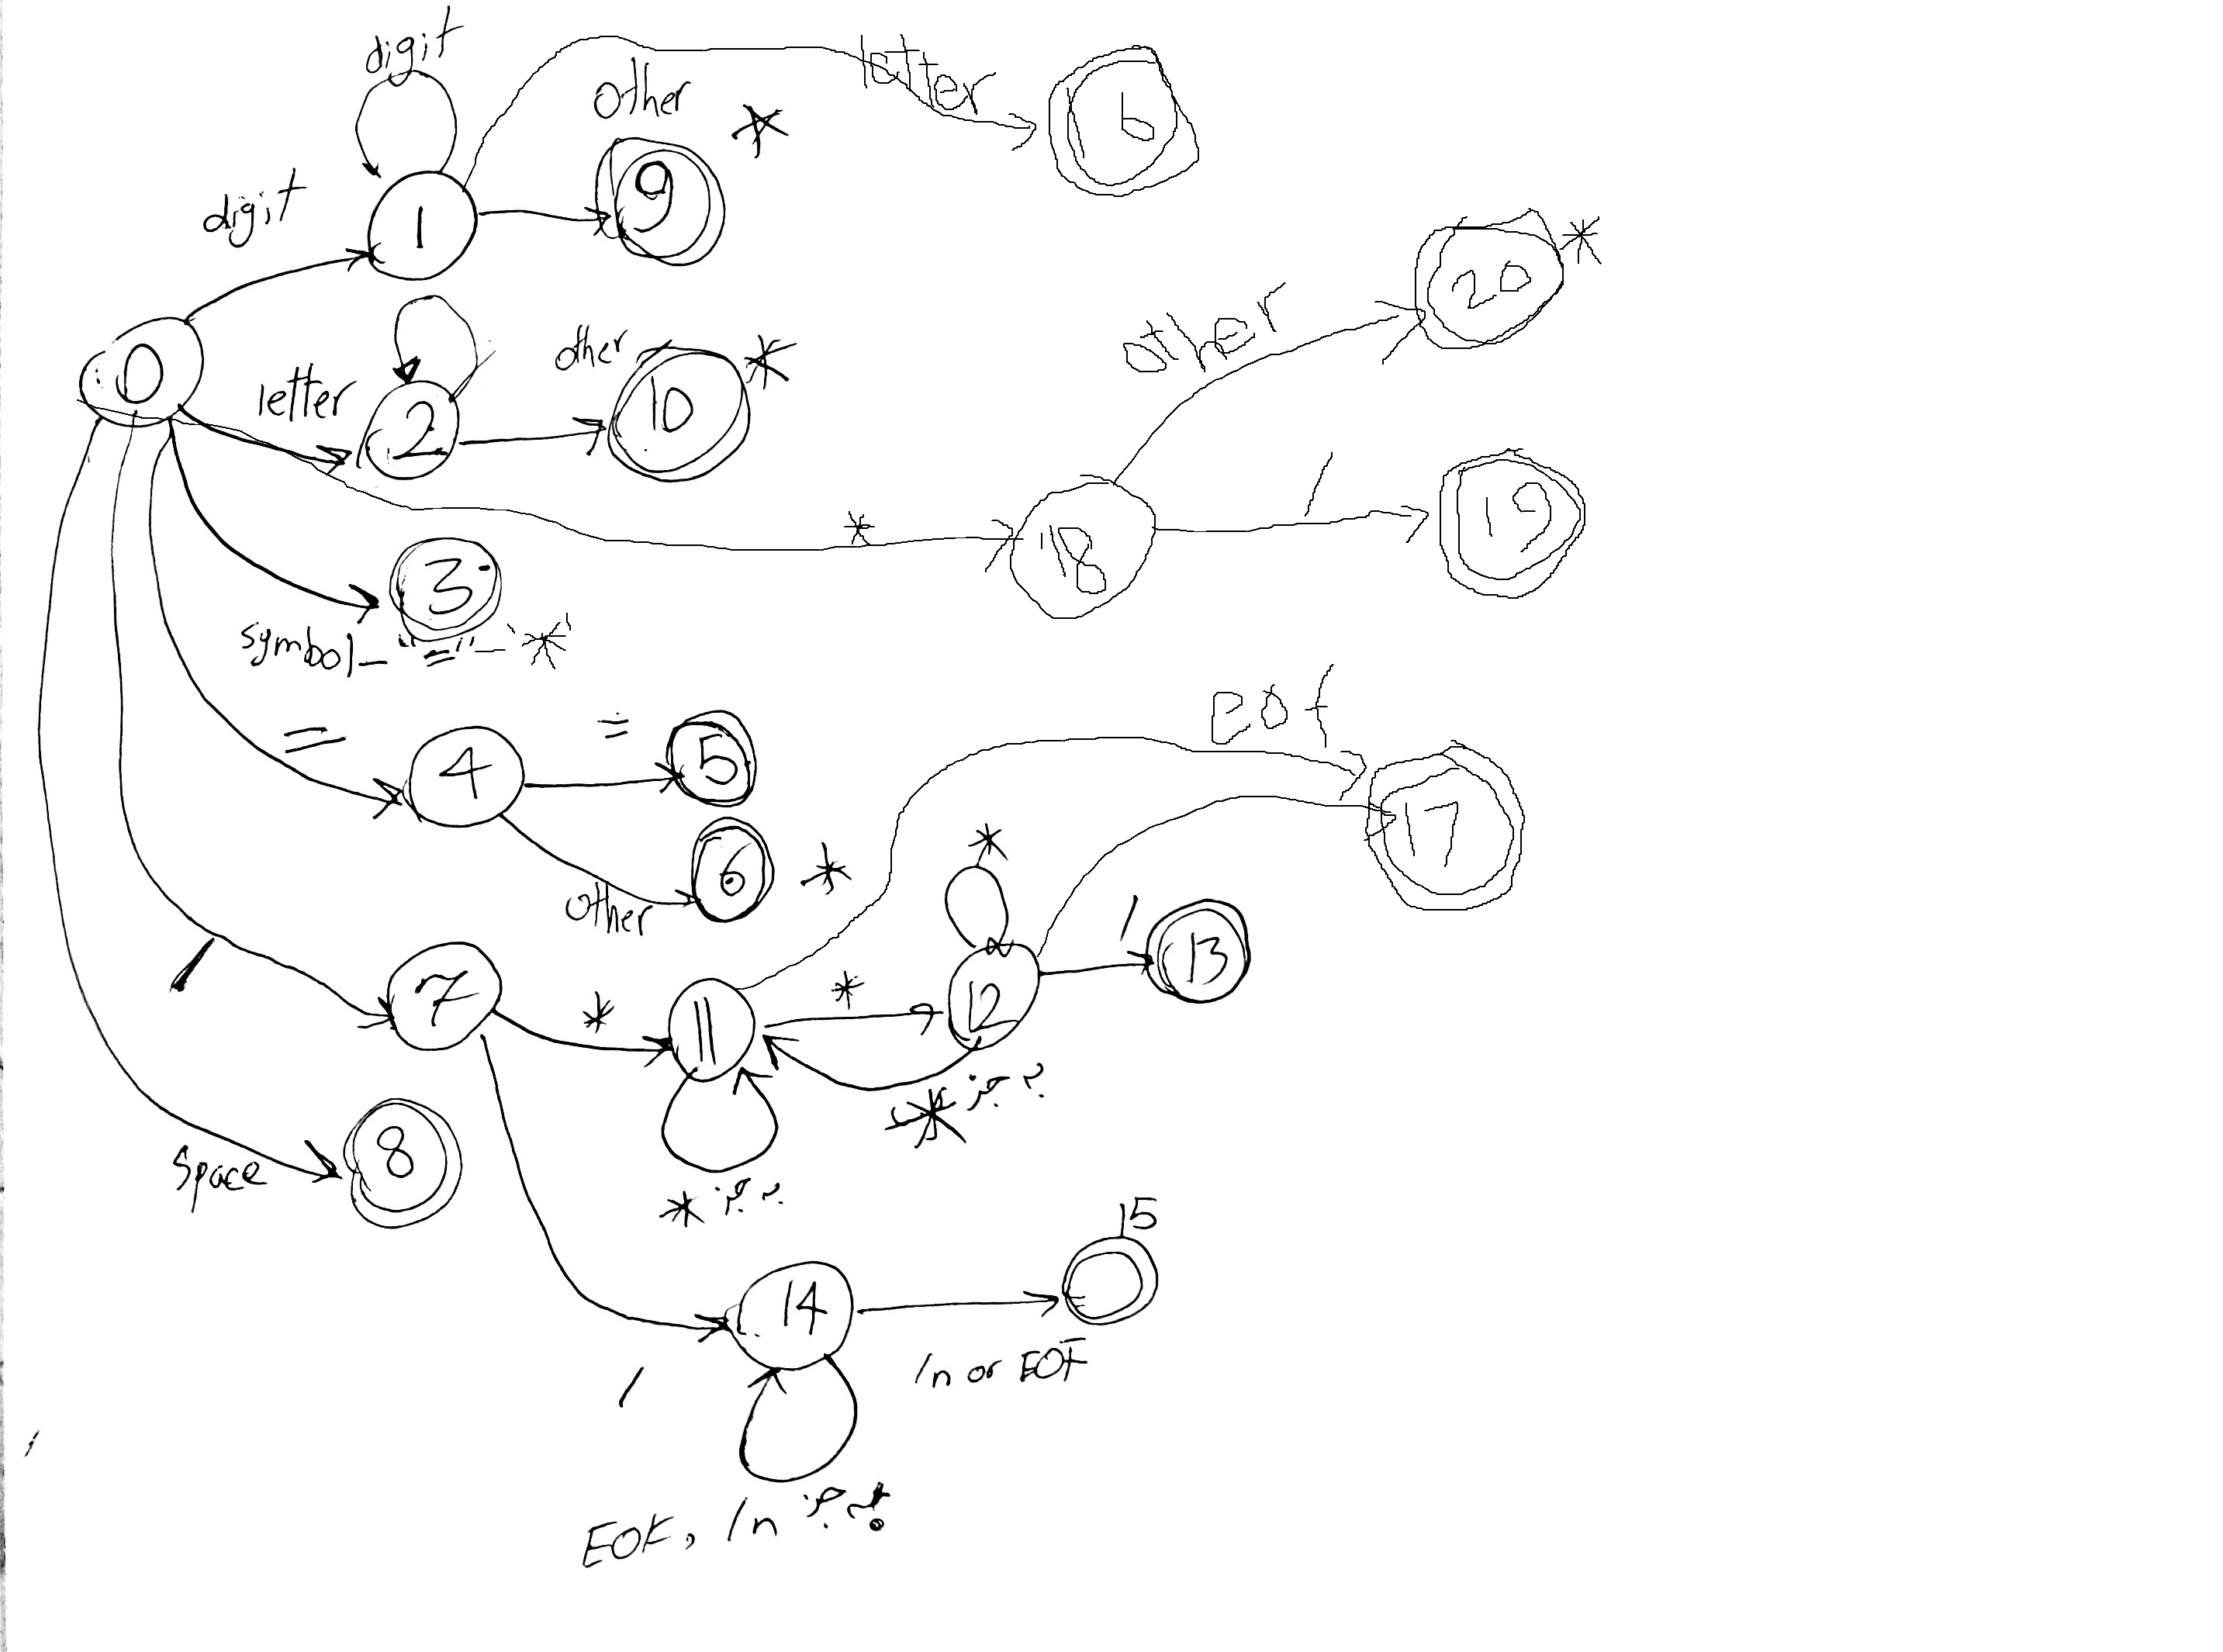 digit
letter
16
other *
9
digit
1
20 *
other
0
other *
letter
2
10
/
*
18
19
3
symbol - "=" - '*'
EOF
=
=
4
5
17
*
6 *
other
/
/
12
13
7
*
11
*
* به جز
8
space
* به جز
15
14
/
\n or EOF
EOF, \n به جز